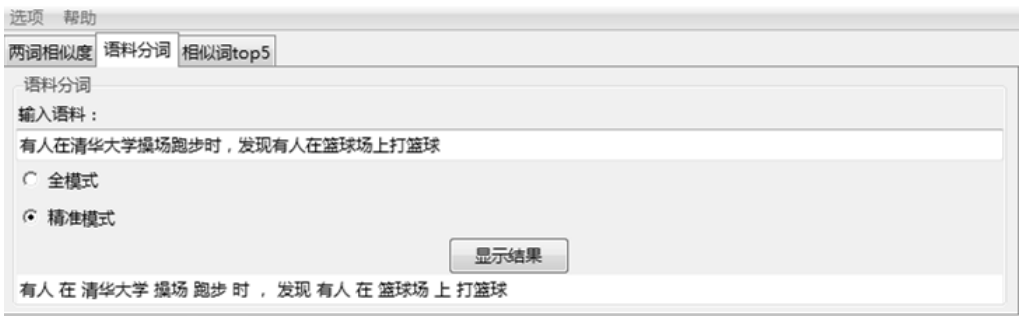 选项 帮助
两词相似度 语料分词 相似词top5
语料分词
输入语料：
有人在清华大学操场跑步时，发现有人在篮球场上打篮球
全模式
精准模式
显示结果
有人 在 清华大学 操场 跑步 时 ， 发现 有人 在 篮球场 上 打篮球